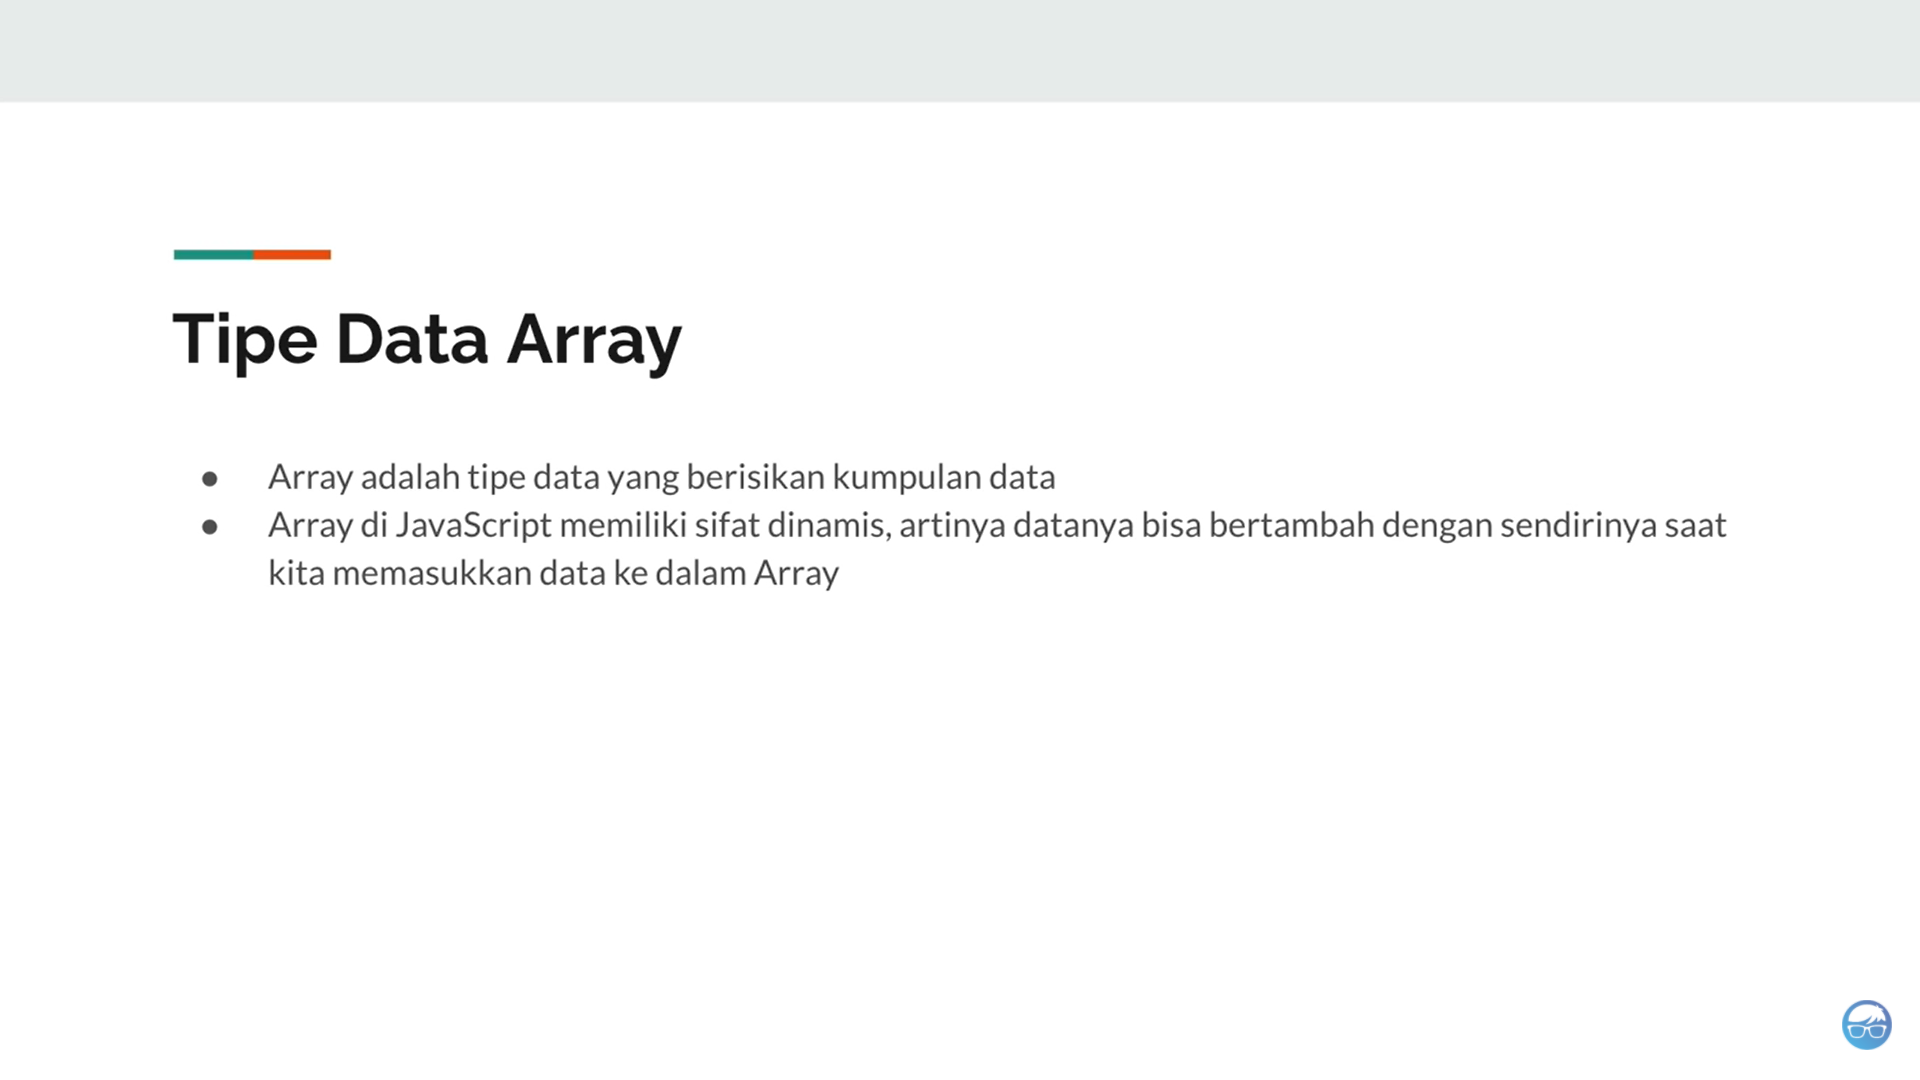 Tipe Data Array
● Array adalah tipe data yang berisikan kumpulan data
● Array di JavaScript memiliki sifat dinamis, artinya datanya bisa bertambah dengan sendirinya saat
kita memasukkan data ke dalam Array